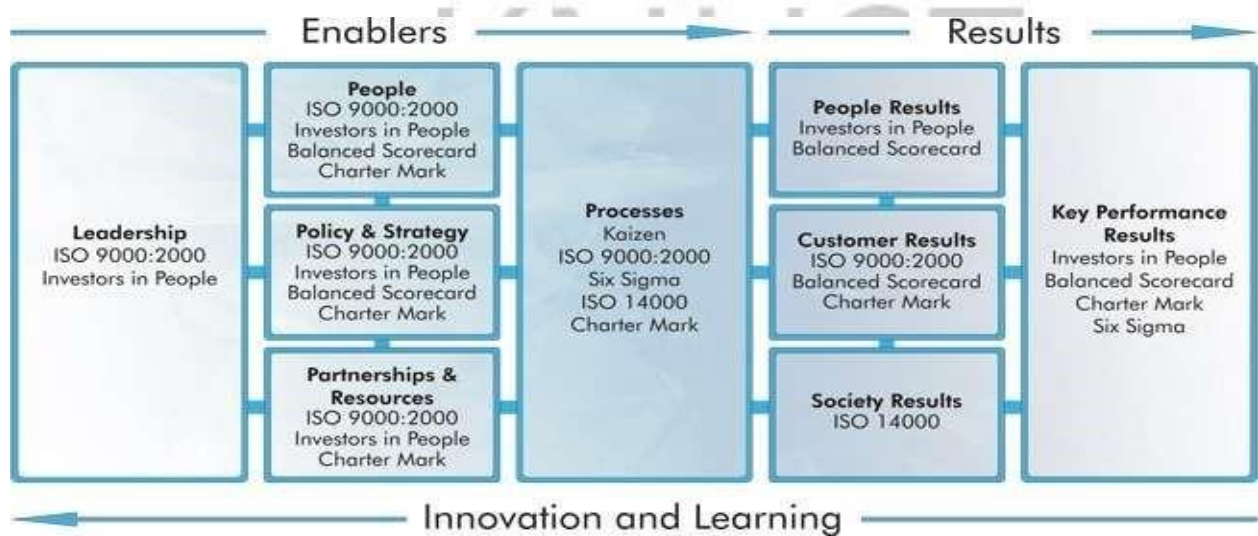 Enablers
Results
Leadership
ISO 9000:2000
Investors in People
People
ISO 9000:2000
Investors in People
Balanced Scorecard
Charter Mark
Policy & Strategy
ISO 9000:2000
Investors in People
Balanced Scorecard
Charter Mark
Partnerships &
Resources
ISO 9000:2000
Investors in People
Charter Mark
Processes
Kaizen
ISO 9000:2000
Six Sigma
ISO 14000
Charter Mark
People Results
Investors in People
Balanced Scorecard
Customer Results
ISO 9000:2000
Balanced Scorecard
Charter Mark
Society Results
ISO 14000
Key Performance
Results
Investors in People
Balanced Scorecard
Charter Mark
Six Sigma
Innovation and Learning